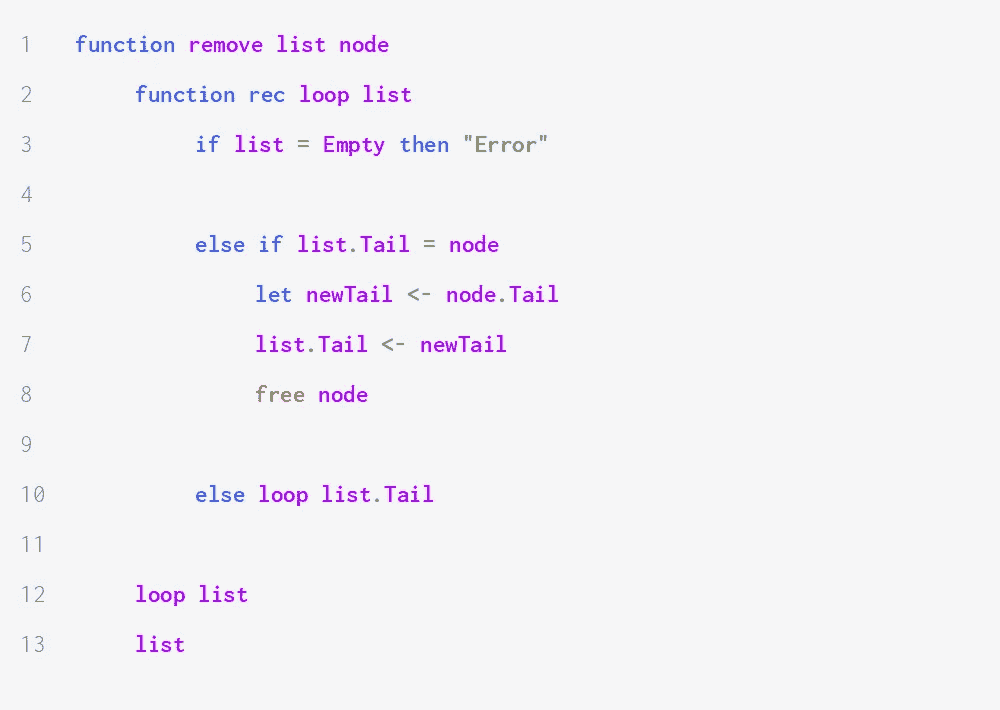 1 function remove list node
2 function rec loop list
3 if list = Empty then "Error"
4
5 else if list.Tail = node
6 let newTail <- node.Tail
7 list.Tail <- newTail
8 free node
9
10 else loop list.Tail
11
12 loop list
13 list